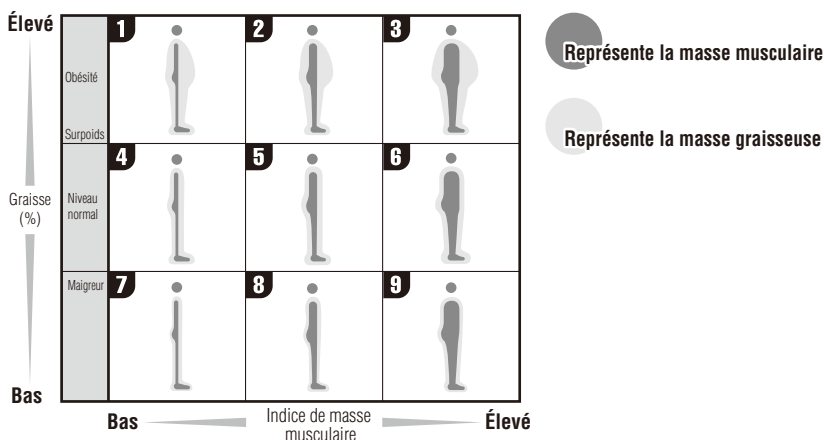 Élevé
1
2
3
Obésité
Surpoids
4
5
6
Graisse
(%)
Niveau
normal
Maigreur
7
8
9
Bas
Bas
Indice de masse
musculaire
Élevé
Représente la masse musculaire
Représente la masse graisseuse